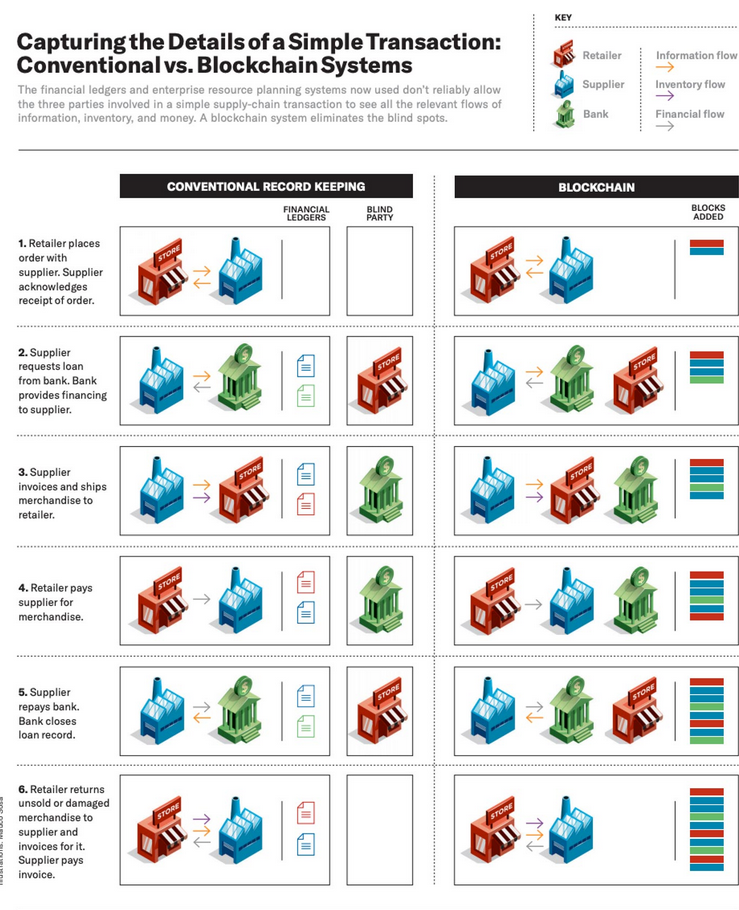 KEY
Capturing the Details of a Simple Transaction:
Conventional vs. Blockchain Systems
The financial ledgers and enterprise resource planning systems now used don't reliably allow
the three parties involved in a simple supply-chain transaction to see all the relevant flows of
information, inventory, and money. A blockchain system eliminates the blind spots.
Retailer
Supplier
Bank
Information flow
Inventory flow
Financial flow
CONVENTIONAL RECORD KEEPING
BLOCKCHAIN
FINANCIAL
LEDGERS
BLIND
PARTY
BLOCKS
ADDED
1. Retailer places
order with
supplier. Supplier
acknowledges
receipt of order.
STORE
STORE
2. Supplier
requests loan
from bank. Bank
provides financing
to supplier.
$
STORE
$
STORE
3. Supplier
invoices and ships
merchandise to
retailer.
STORE
$
STORE
$
4. Retailer pays
supplier for
merchandise.
STORE
$
STORE
$
5. Supplier
repays bank.
Bank closes
loan record.
$
STORE
$
STORE
6. Retailer returns
unsold or damaged
merchandise to
supplier and
invoices for it.
Supplier pays
invoice.
STORE
STORE